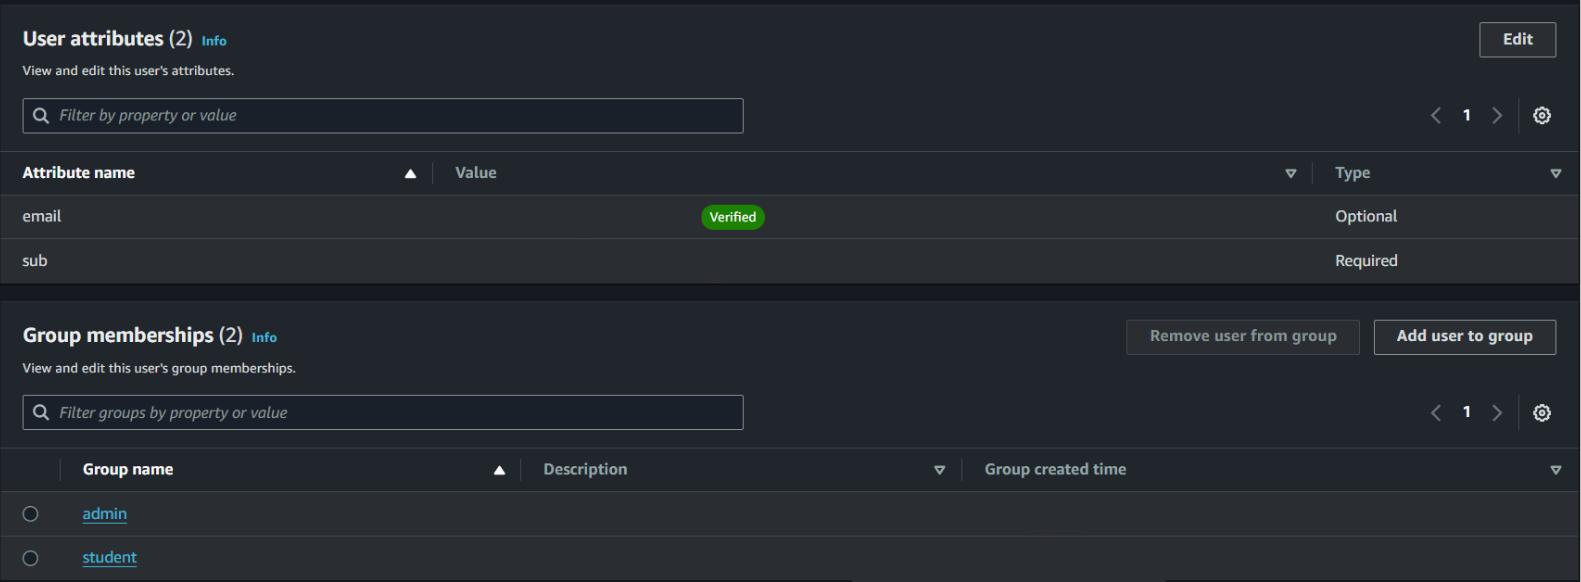 User attributes (2) Info
Edit
View and edit this user's attributes.
Filter by property or value
1
Attribute name Value Type
email Verified Optional
sub Required
Group memberships (2) Info
Remove user from group Add user to group
View and edit this user's group memberships.
Filter groups by property or value
1
Group name Description Group created time
admin
student